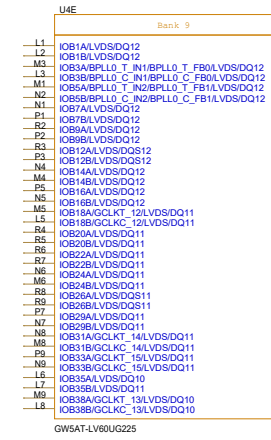 U4E
Bank 9
L1 IOB1A/LVDS/DQ12
L2 IOB1B/LVDS/DQ12
M3 IOB3A/BPLL0_T_IN1/BPLL0_T_FB0/LVDS/DQ12
L3 IOB3B/BPLL0_C_IN1/BPLL0_C_FB0/LVDS/DQ12
M1 IOB5A/BPLL0_T_IN2/BPLL0_T_FB1/LVDS/DQ12
N2 IOB5B/BPLL0_C_IN2/BPLL0_C_FB1/LVDS/DQ12
N1 IOB7A/LVDS/DQ12
P1 IOB7B/LVDS/DQ12
R2 IOB9A/LVDS/DQ12
P2 IOB9B/LVDS/DQ12
R3 IOB12A/LVDS/DQS12
P3 IOB12B/LVDS/DQS12
N4 IOB14A/LVDS/DQ12
M4 IOB14B/LVDS/DQ12
P5 IOB16A/LVDS/DQ12
N5 IOB16B/LVDS/DQ12
M5 IOB18A/GCLKT_12/LVDS/DQ11
L5 IOB18B/GCLKC_12/LVDS/DQ11
R4 IOB20A/LVDS/DQ11
R5 IOB20B/LVDS/DQ11
R6 IOB22A/LVDS/DQ11
R7 IOB22B/LVDS/DQ11
N6 IOB24A/LVDS/DQ11
M6 IOB24B/LVDS/DQ11
R8 IOB26A/LVDS/DQS11
R9 IOB26B/LVDS/DQS11
P7 IOB29A/LVDS/DQ11
N7 IOB29B/LVDS/DQ11
N8 IOB31A/GCLKT_14/LVDS/DQ11
M8 IOB31B/GCLKC_14/LVDS/DQ11
P9 IOB33A/GCLKT_15/LVDS/DQ11
N9 IOB33B/GCLKC_15/LVDS/DQ11
L6 IOB35A/LVDS/DQ10
L7 IOB35B/LVDS/DQ11
M9 IOB38A/GCLKT_13/LVDS/DQ10
L8 IOB38B/GCLKC_13/LVDS/DQ10
GW5AT-LV60UG225